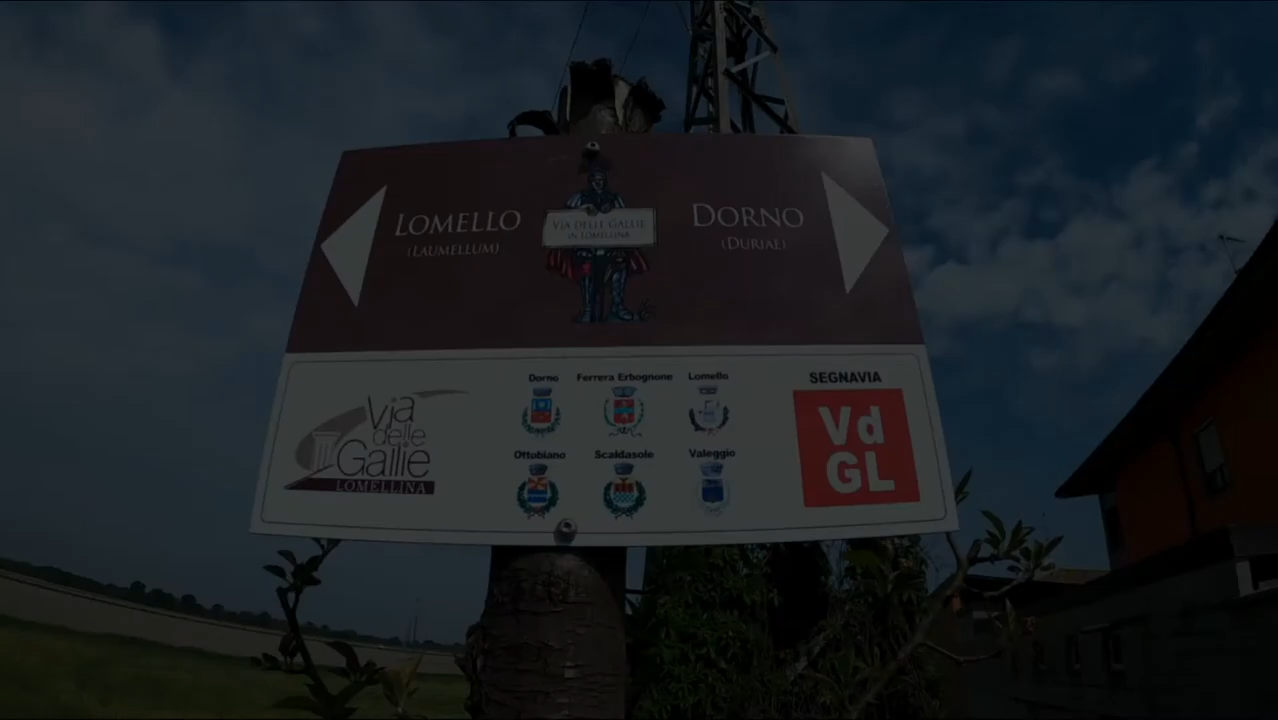 LOMELLO
(LAUMELLUM)
VIA DELLE GALLIE
IN LOMELLINA
DORNO
(DURIAE)
Via
delle
Gallie
LOMELLINA
Dorno
Ferrera Erbognone
Lomello
Ottobiano
Scaldasole
Valeggio
SEGNAVIA
Vd
GL